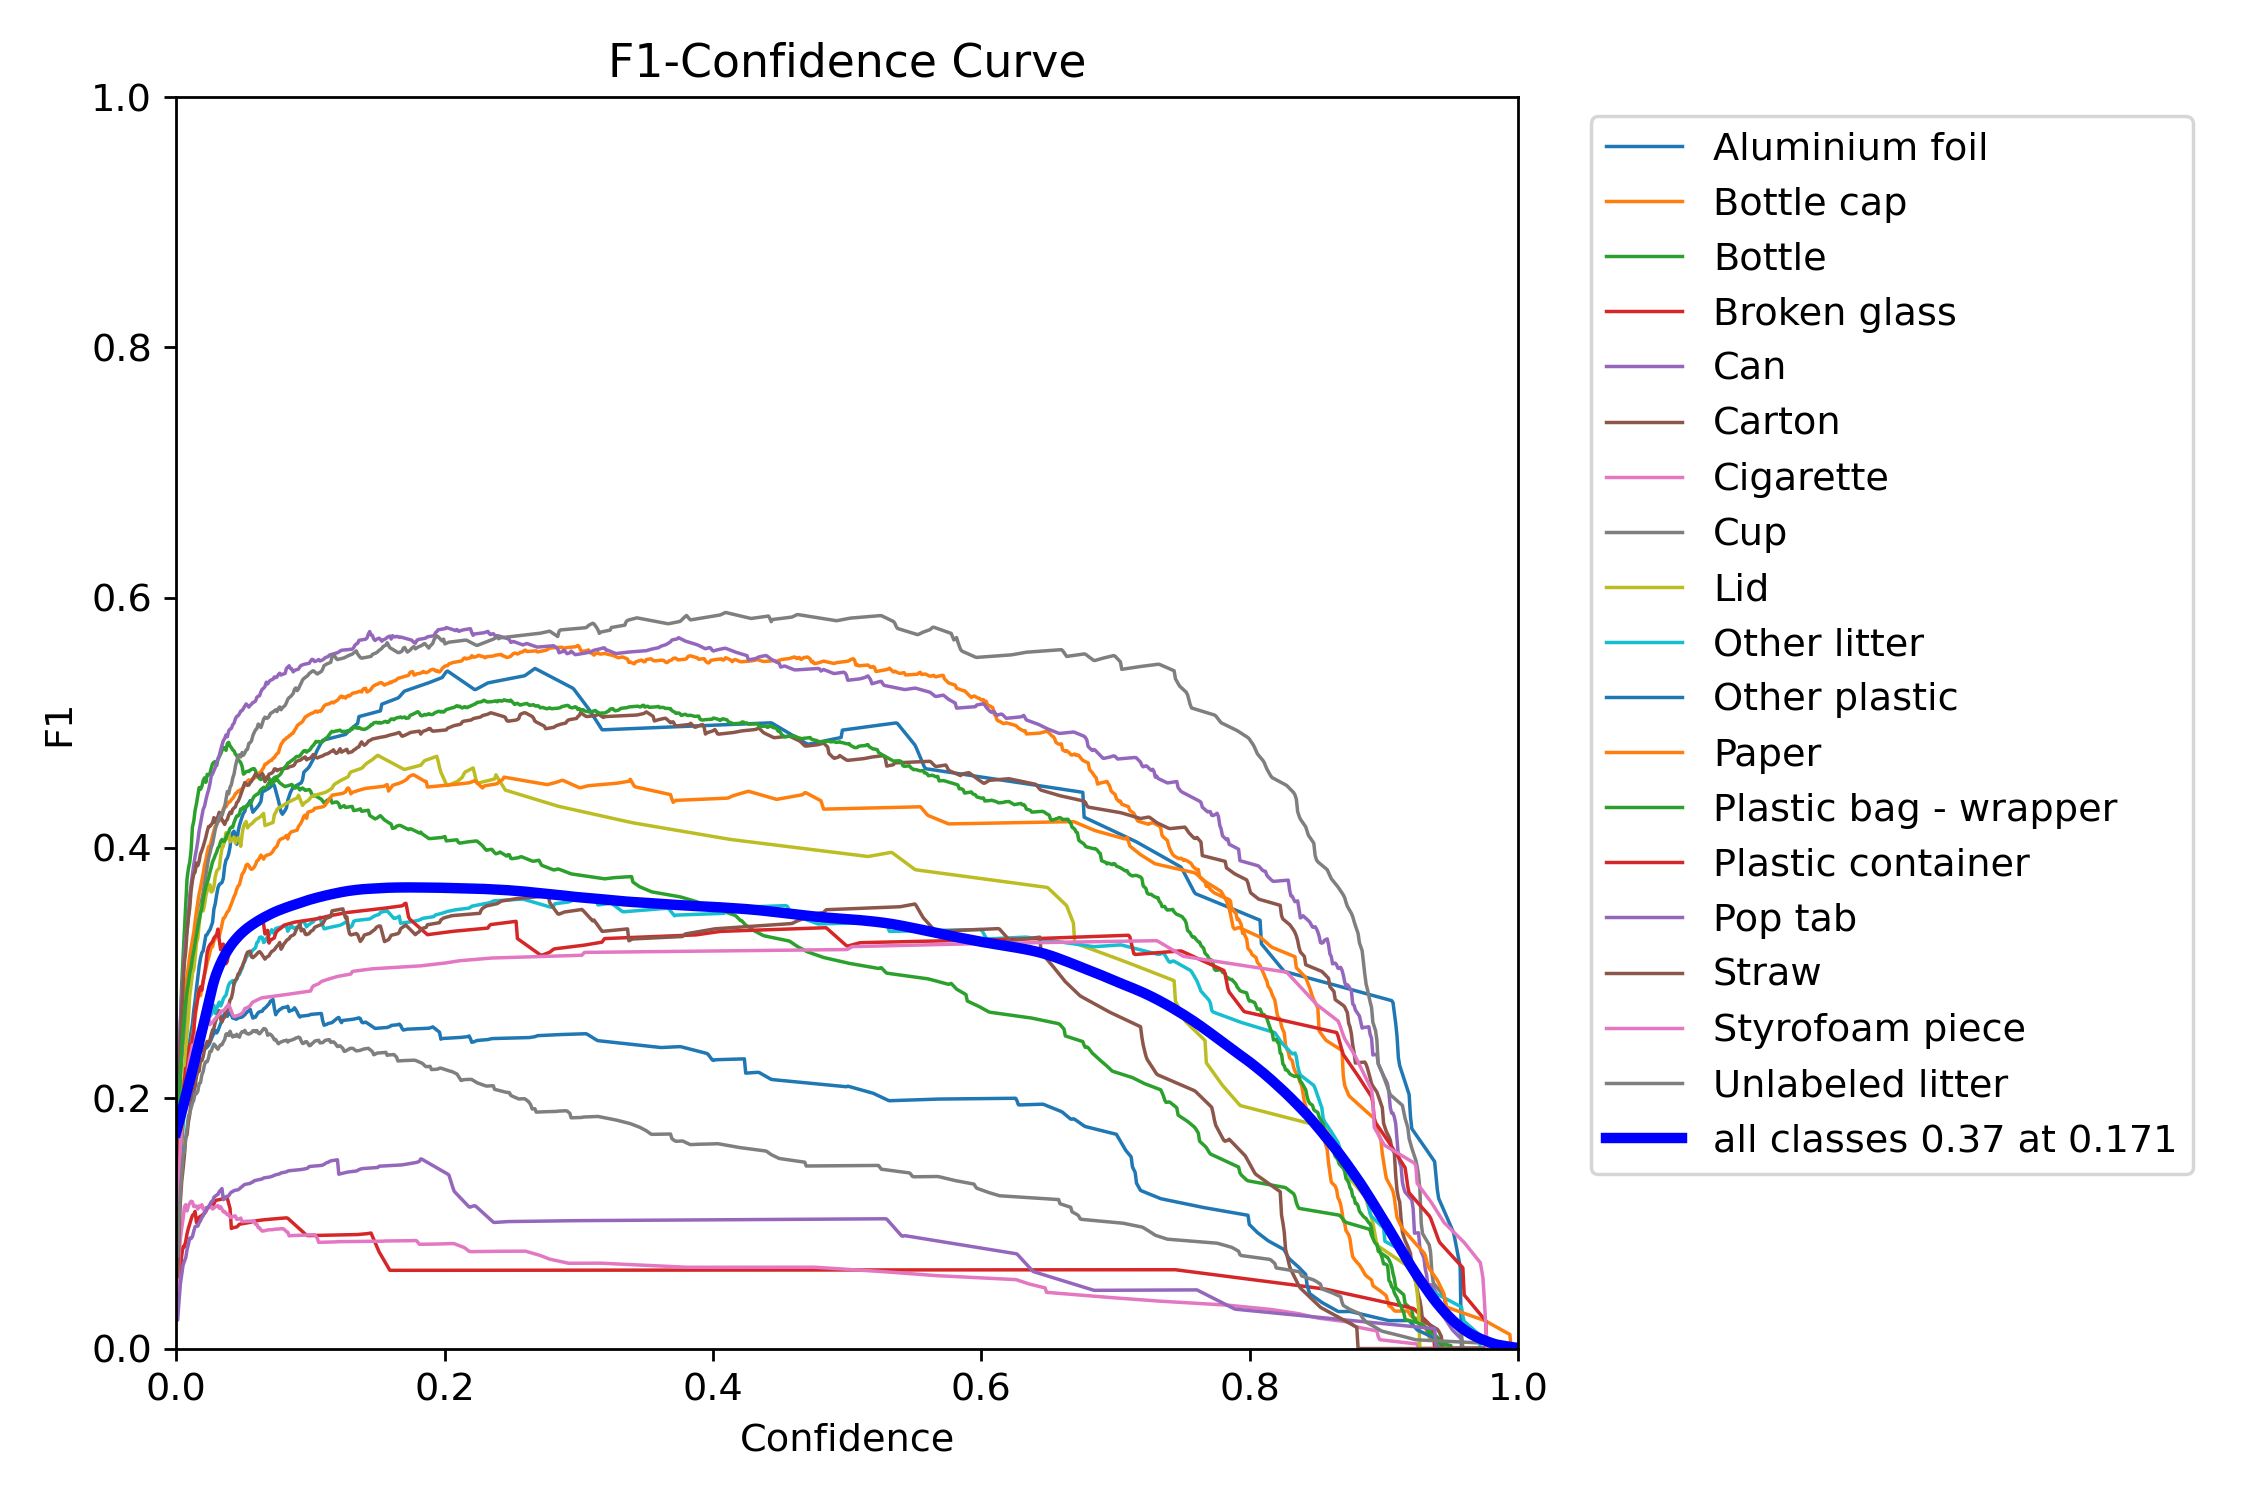 F1-Confidence Curve
1.0
0.8
0.6
0.4
0.2
0.0
F1
0.0 0.2 0.4 0.6 0.8 1.0
Confidence
Aluminium foil
Bottle cap
Bottle
Broken glass
Can
Carton
Cigarette
Cup
Lid
Other litter
Other plastic
Paper
Plastic bag - wrapper
Plastic container
Pop tab
Straw
Styrofoam piece
Unlabeled litter
all classes 0.37 at 0.171